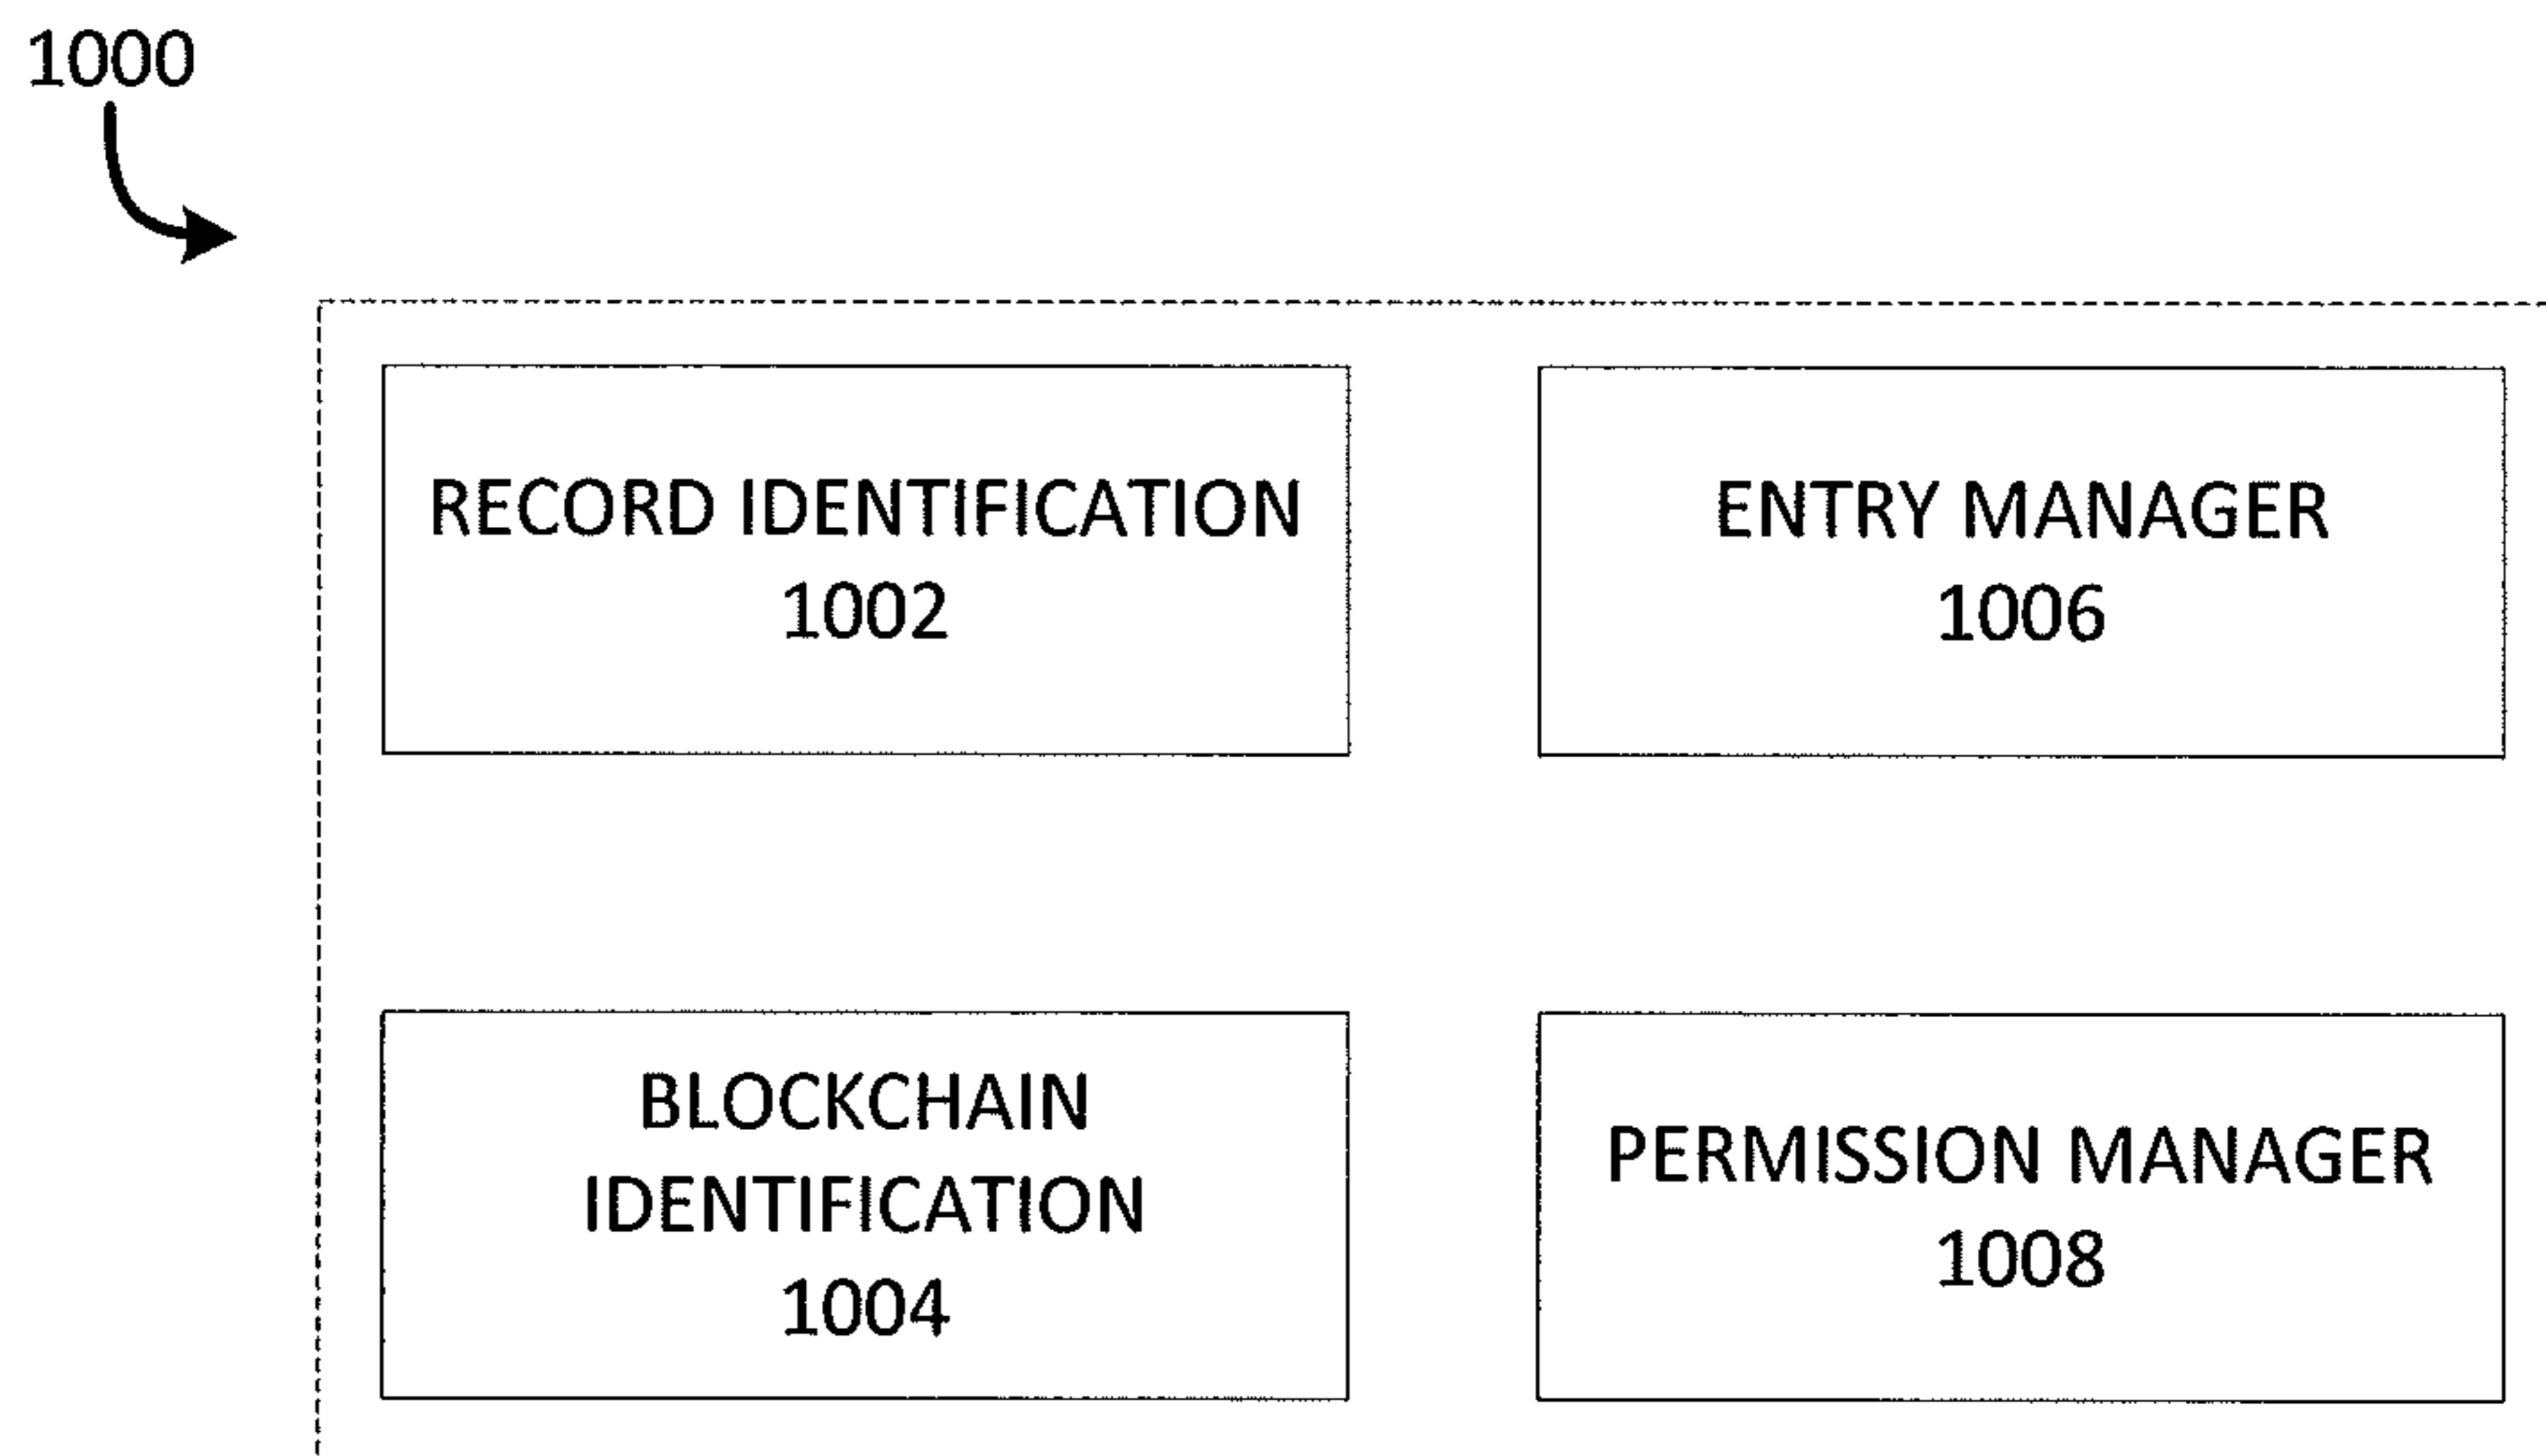 1000
RECORD IDENTIFICATION
1002
ENTRY MANAGER
1006
BLOCKCHAIN
IDENTIFICATION
1004
PERMISSION MANAGER
1008